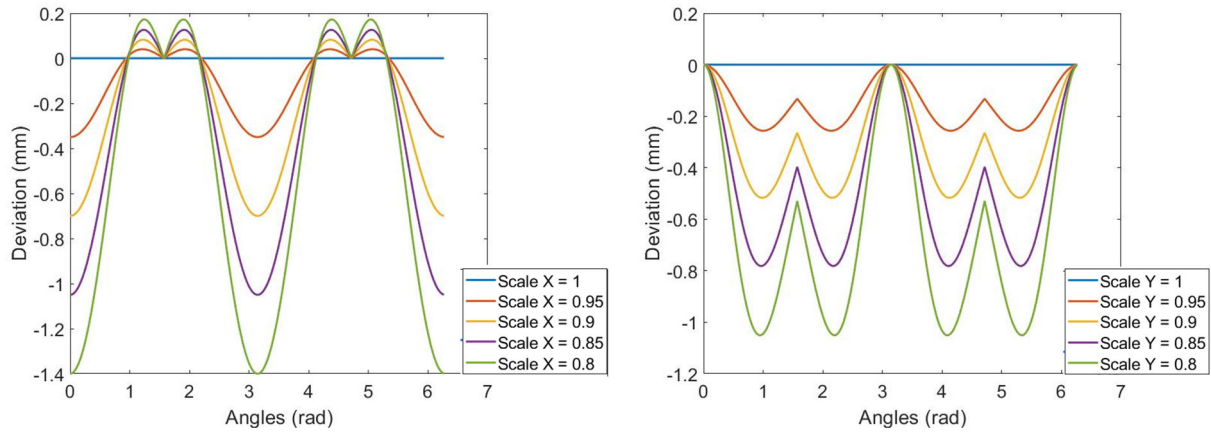 0.2
0
-0.2
-0.4
-0.6
-0.8
-1
-1.2
-1.4
Deviation (mm)
0 1 2 3 4 5 6 7
Angles (rad)
Scale X = 1
Scale X = 0.95
Scale X = 0.9
Scale X = 0.85
Scale X = 0.8
0.2
0
-0.2
-0.4
-0.6
-0.8
-1
-1.2
Deviation (mm)
0 1 2 3 4 5 6 7
Angles (rad)
Scale Y = 1
Scale Y = 0.95
Scale Y = 0.9
Scale Y = 0.85
Scale Y = 0.8